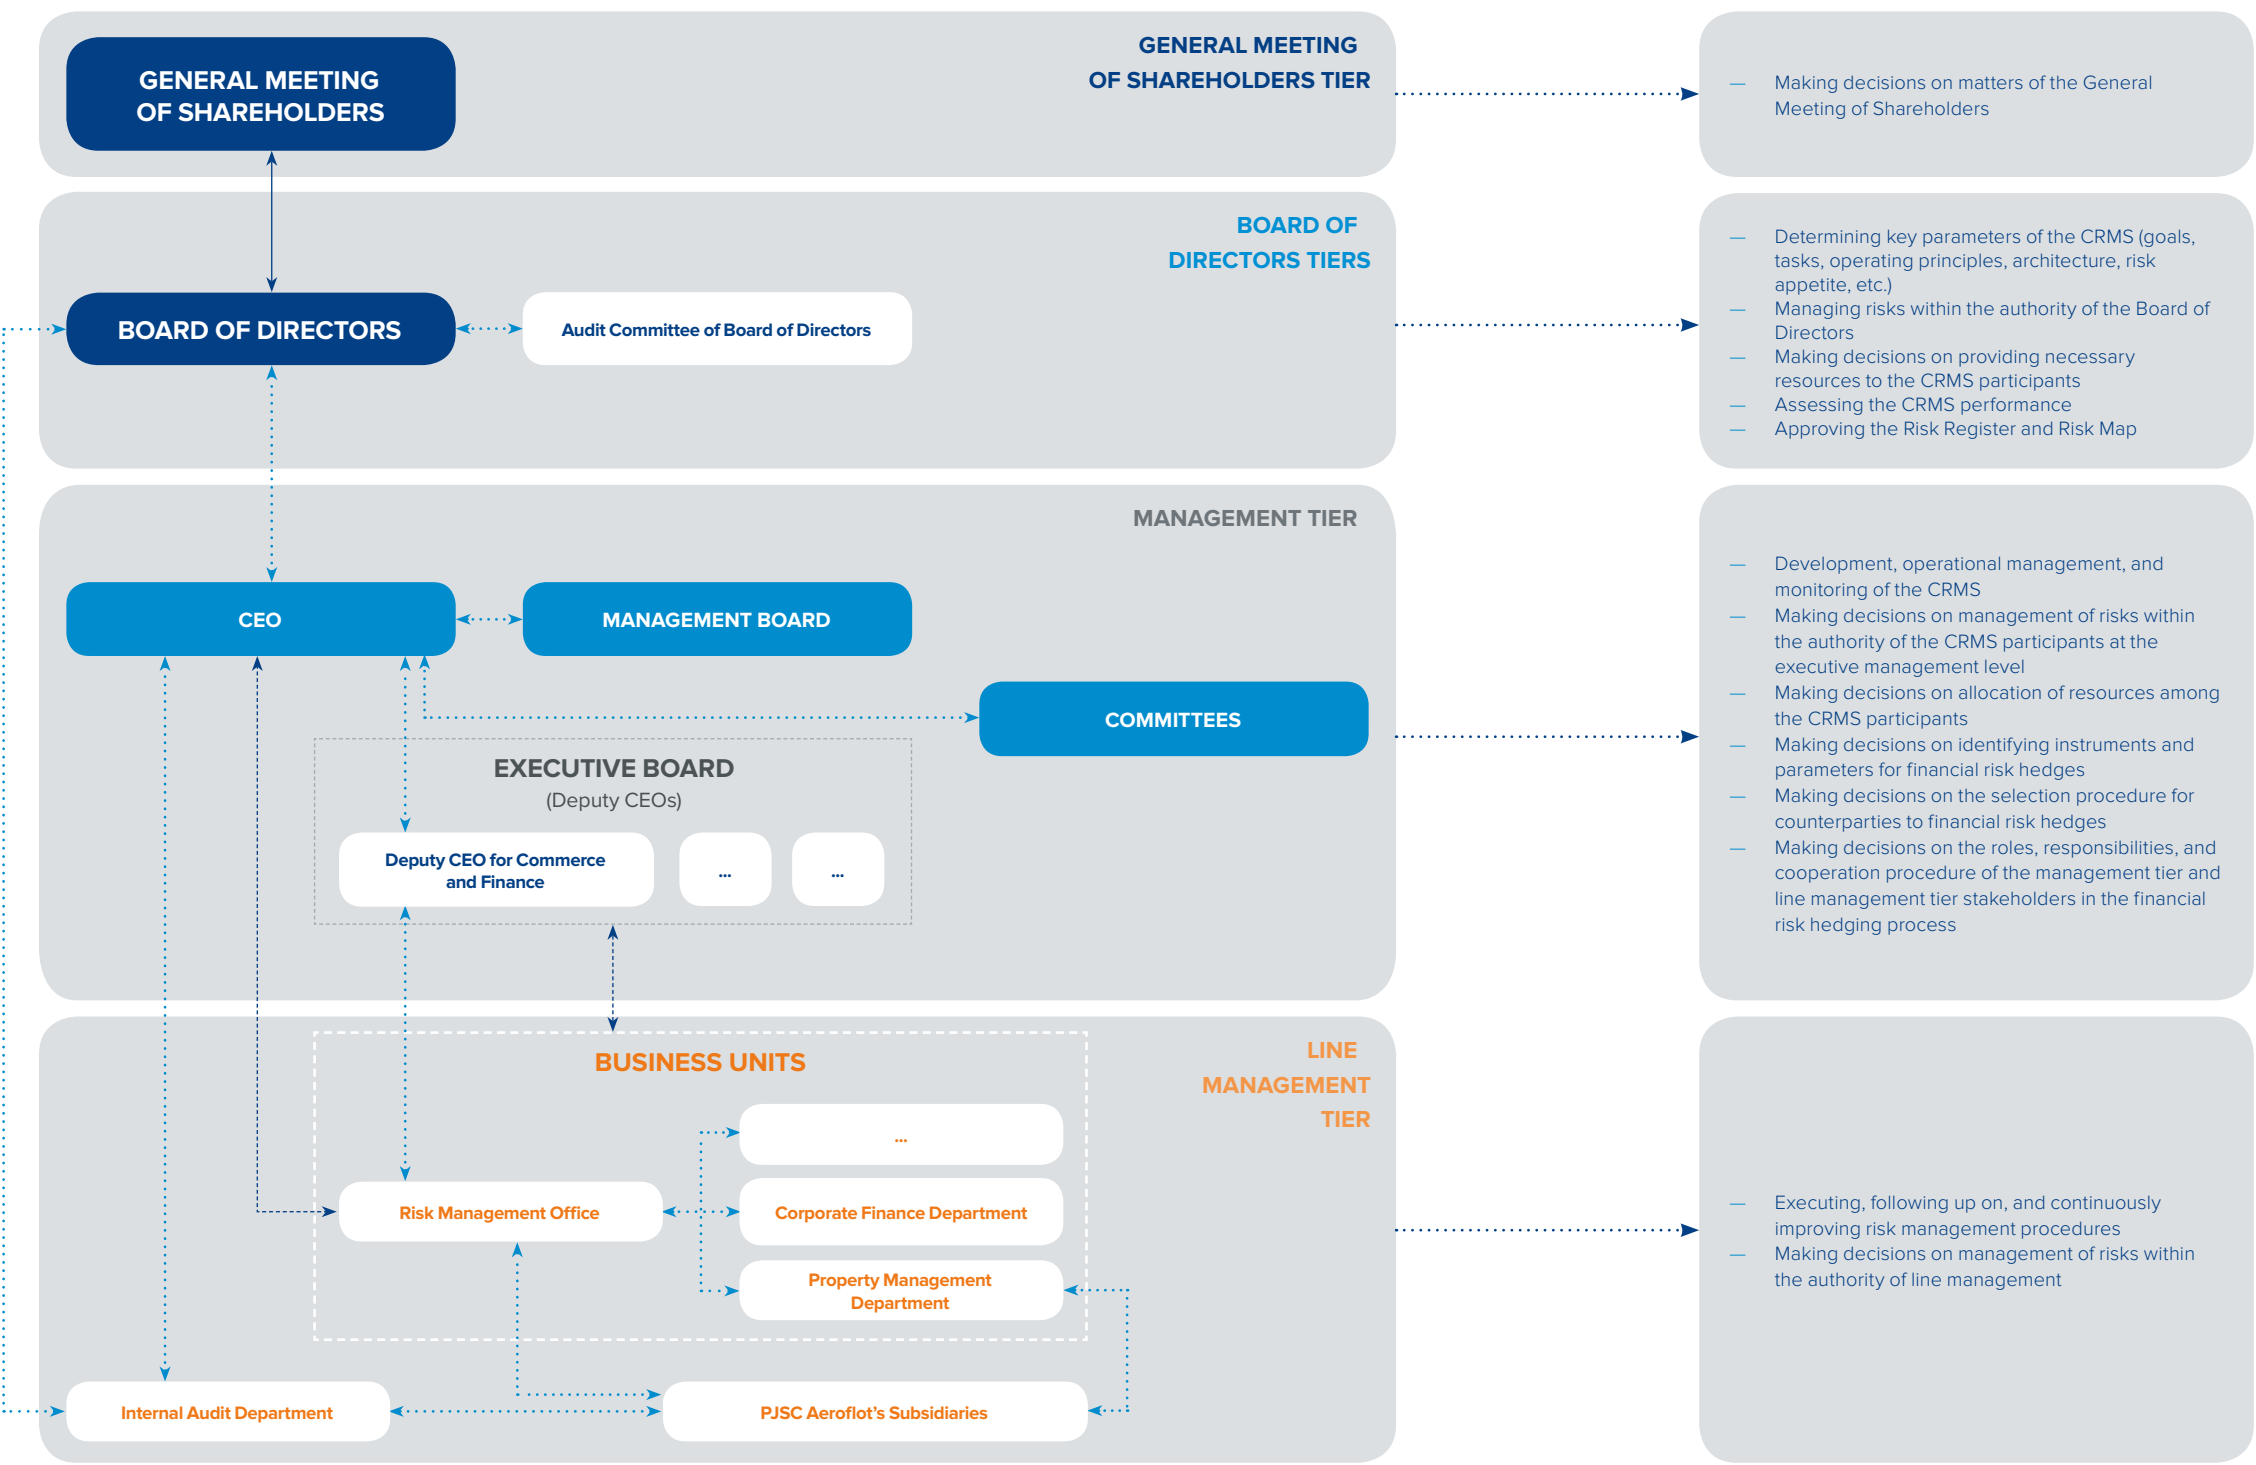 GENERAL MEETING
OF SHAREHOLDERS
GENERAL MEETING
OF SHAREHOLDERS TIER
— Making decisions on matters of the General
Meeting of Shareholders
BOARD OF
DIRECTORS TIERS
BOARD OF DIRECTORS
Audit Committee of Board of Directors
— Determining key parameters of the CRMS (goals,
tasks, operating principles, architecture, risk
appetite, etc.)
— Managing risks within the authority of the Board of
Directors
— Making decisions on providing necessary
resources to the CRMS participants
— Assessing the CRMS performance
— Approving the Risk Register and Risk Map
MANAGEMENT TIER
CEO
MANAGEMENT BOARD
COMMITTEES
EXECUTIVE BOARD
(Deputy CEOs)
Deputy CEO for Commerce
and Finance
...
...
— Development, operational management, and
monitoring of the CRMS
— Making decisions on management of risks within
the authority of the CRMS participants at the
executive management level
— Making decisions on allocation of resources among
the CRMS participants
— Making decisions on identifying instruments and
parameters for financial risk hedges
— Making decisions on the selection procedure for
counterparties to financial risk hedges
— Making decisions on the roles, responsibilities, and
cooperation procedure of the management tier and
line management tier stakeholders in the financial
risk hedging process
LINE
MANAGEMENT
TIER
BUSINESS UNITS
...
Risk Management Office
Corporate Finance Department
Property Management
Department
Internal Audit Department
PJSC Aeroflot's Subsidiaries
— Executing, following up on, and continuously
improving risk management procedures
— Making decisions on management of risks within
the authority of line management